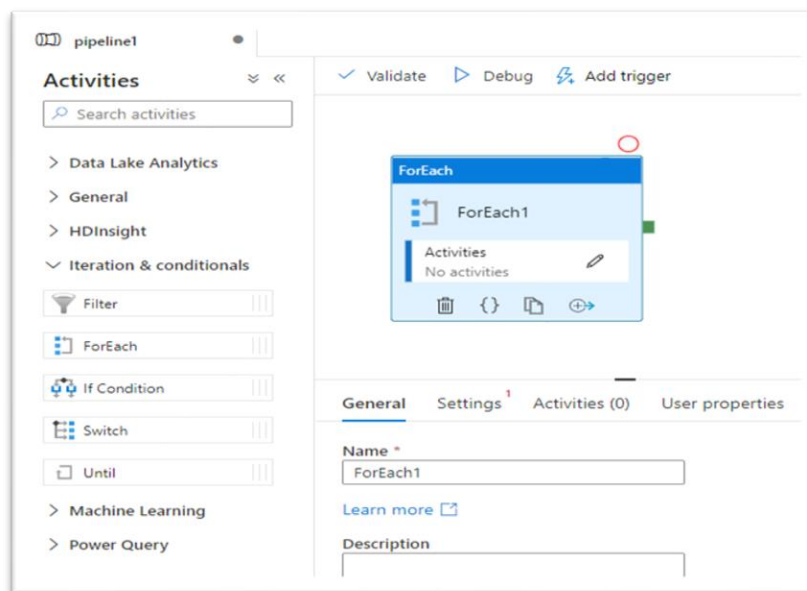 pipeline1
Activities
Search activities
Data Lake Analytics
General
HDInsight
Iteration & conditionals
Filter
ForEach
If Condition
Switch
Until
Machine Learning
Power Query
Validate
Debug
Add trigger
ForEach
ForEach1
Activities
No activities
{}
General
Settings 1
Activities (0)
User properties
Name *
ForEach1
Learn more
Description